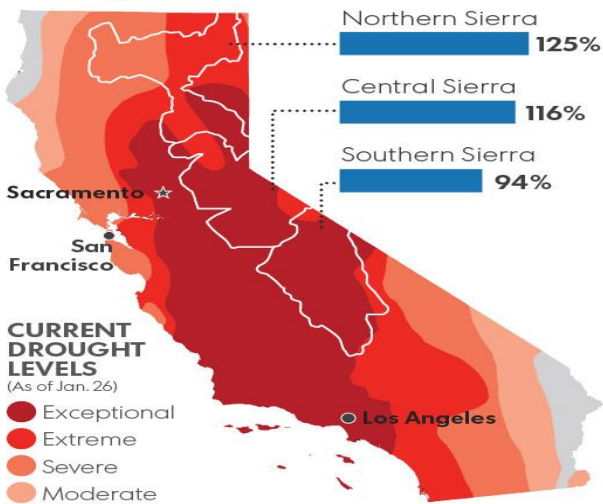 Northern Sierra
125%
Central Sierra
116%
Southern Sierra
94%
Sacramento
San
Francisco
CURRENT
DROUGHT
LEVELS
(As of Jan. 26)
Exceptional
Extreme
Severe
Moderate
Los Angeles